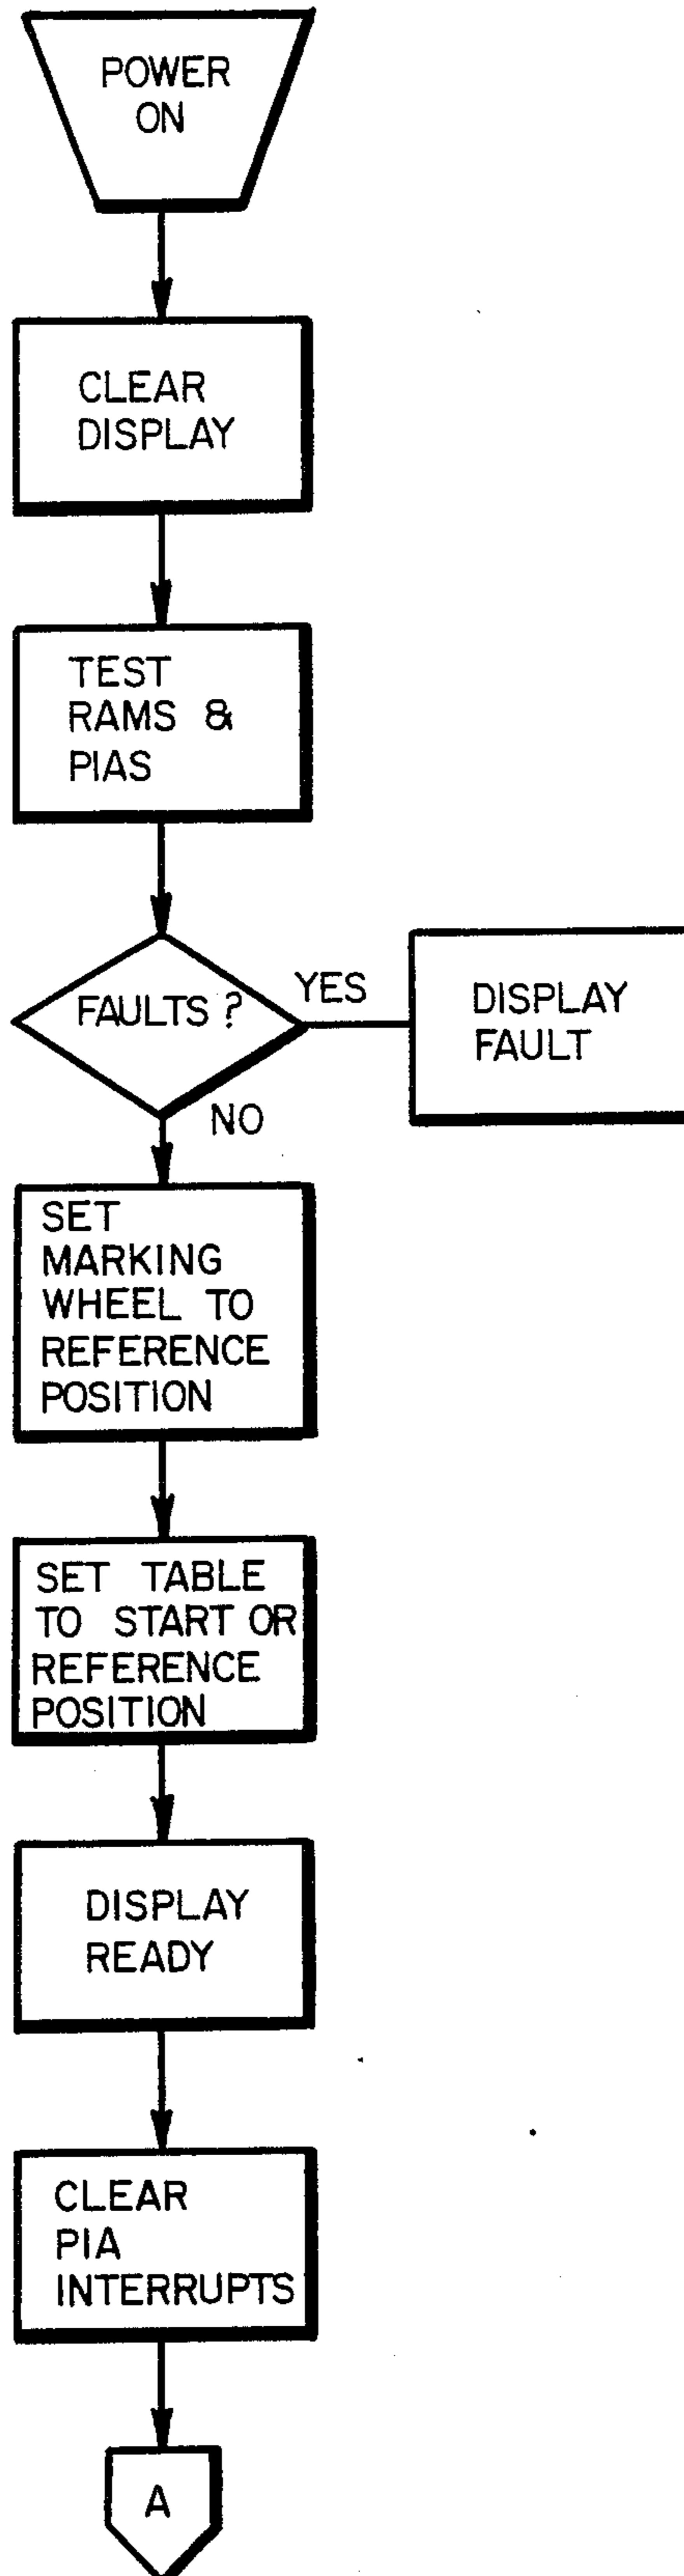 POWER
ON
CLEAR
DISPLAY
TEST
RAMS &
PIAS
FAULTS ?
YES
DISPLAY
FAULT
NO
SET
MARKING
WHEEL TO
REFERENCE
POSITION
SET TABLE
TO START OR
REFERENCE
POSITION
DISPLAY
READY
CLEAR
PIA
INTERRUPTS
A